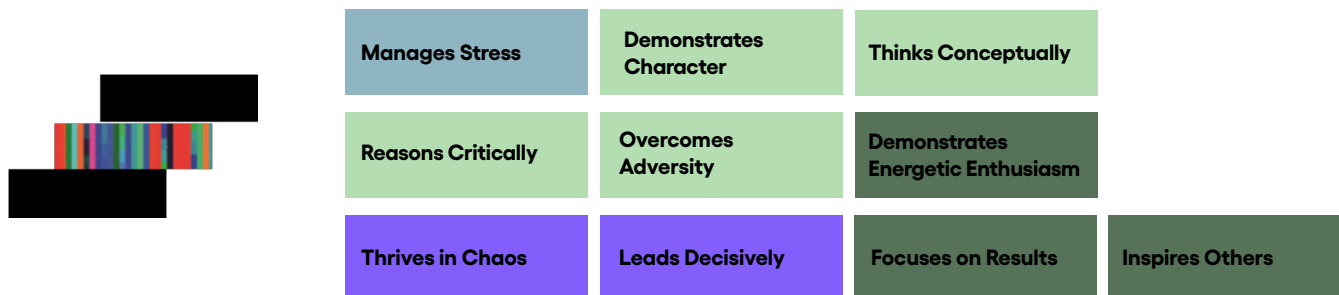 Manages Stress
Demonstrates
Character
Thinks Conceptually
Reasons Critically
Overcomes
Adversity
Demonstrates
Energetic Enthusiasm
Thrives in Chaos
Leads Decisively
Focuses on Results
Inspires Others